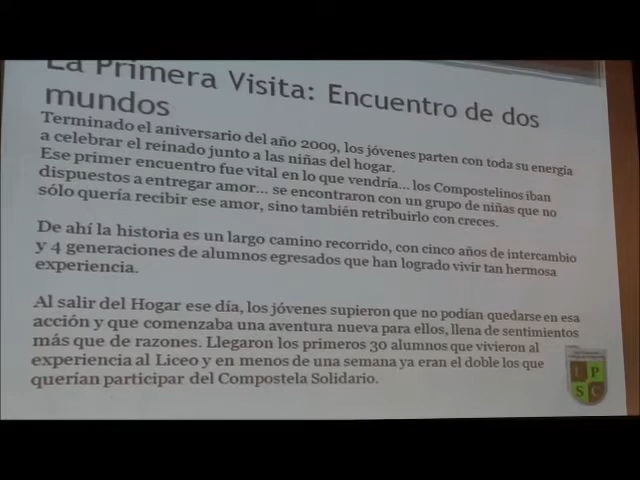 La Primera Visita: Encuentro de dos
mundos
Terminado el aniversario del año 2009, los jóvenes parten con toda su energía
a celebrar el reinado junto a las niñas del hogar.
Ese primer encuentro fue vital en lo que vendría... los Compostelinos iban
dispuestos a entregar amor... se encontraron con un grupo de niñas que no
sólo quería recibir ese amor, sino también retribuirlo con creces.
De ahí la historia es un largo camino recorrido, con cinco años de intercambio
y 4 generaciones de alumnos egresados que han logrado vivir tan hermosa
experiencia.
Al salir del Hogar ese día, los jóvenes supieron que no podían quedarse en esa
acción y que comenzaba una aventura nueva para ellos, llena de sentimientos
más que de razones. Llegaron los primeros 30 alumnos que vivieron al
experiencia al Liceo y en menos de una semana ya eran el doble los que
querían participar del Compostela Solidario.
L P
S C